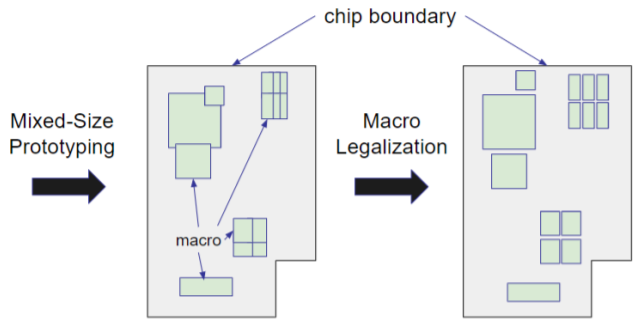 chip boundary
Mixed-Size
Prototyping
Macro
Legalization
macro